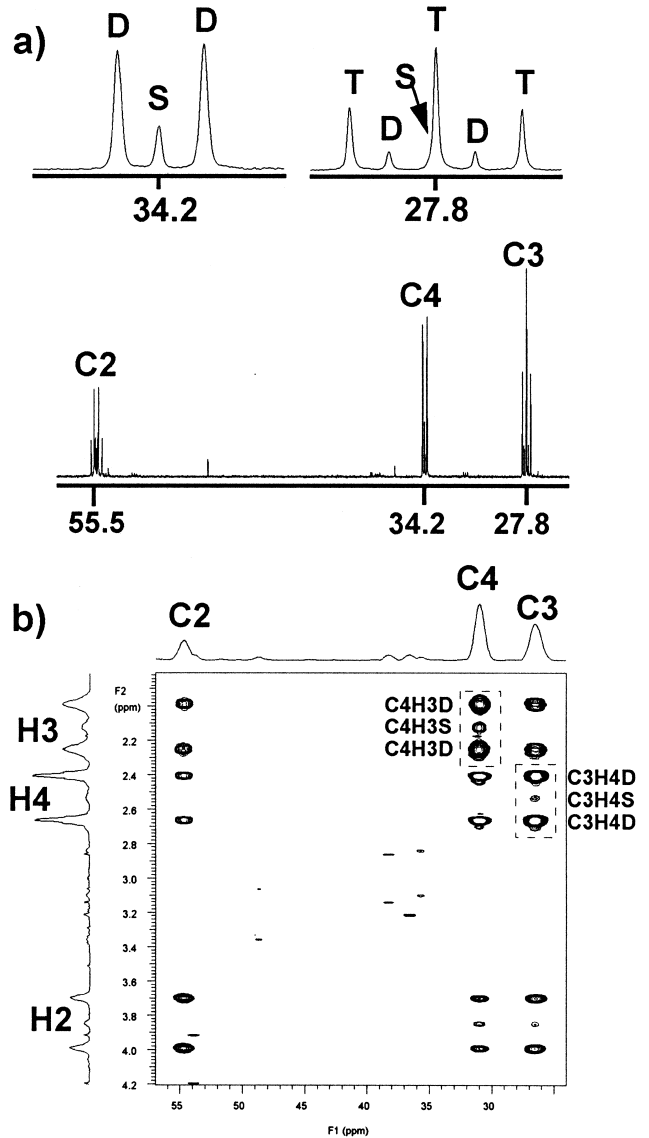 a)
D D
S
T
T S T
D D
34.2 27.8
C3
C4
C2
55.5 34.2 27.8
b)
C4
C2 C3
F2
(ppm)
H3
H4
H2
2.2
2.4
2.6
2.8
3.0
3.2
3.4
3.6
3.8
4.0
4.2
C4H3D
C4H3S
C4H3D
C3H4D
C3H4S
C3H4D
55 50 45 40 35 30
F1 (ppm)